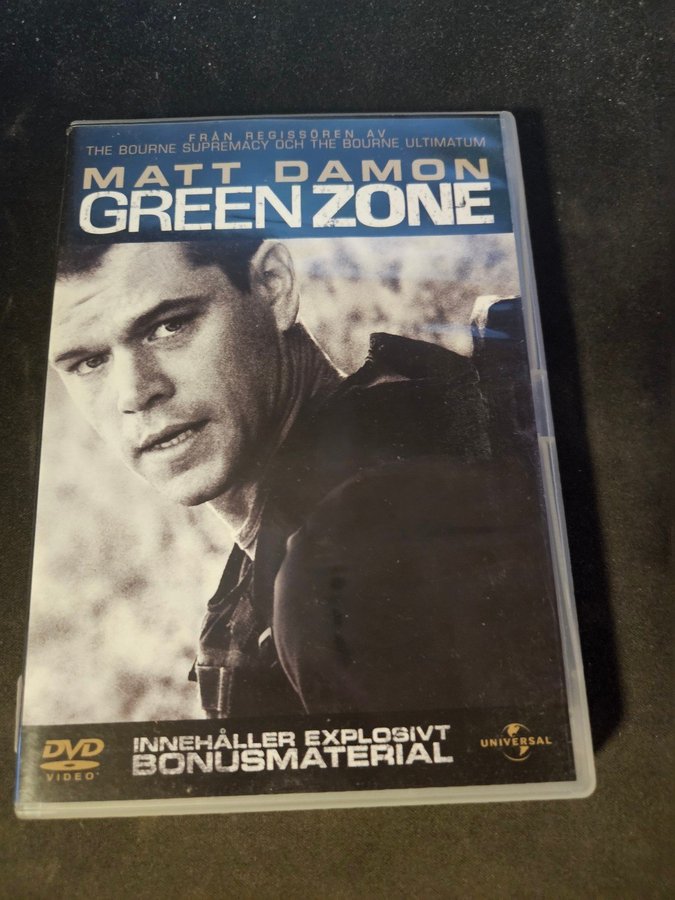 FRÅN REGISSÖREN AV
THE BOURNE SUPREMACY OCH THE BOURNE ULTIMATUM
MATT DAMON
GREEN ZONE
DVD
VIDEO
INNEHÅLLER EXPLOSIVT
BONUSMATERIAL
UNIVERSAL